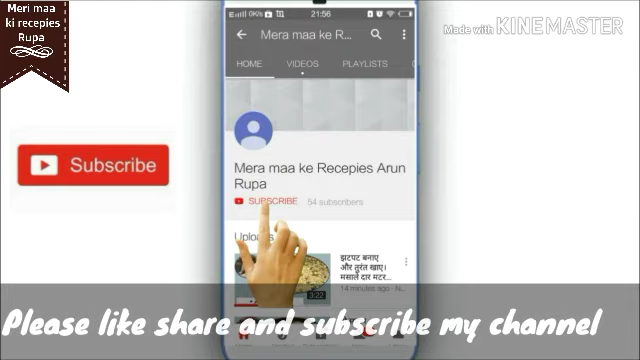 Meri maa
ki recepies
Rupa
Made with KINEMASTER
21:56
Mera maa ke R...
HOME VIDEOS PLAYLISTS
Subscribe
Mera maa ke Recepies Arun
Rupa
SUBSCRIBE 54 subscribers
झटपट बनाए
और तुरंत खाए।
मसाले दार मटर...
14 minutes ago · N...
3:22
Please like share and subscribe my channel